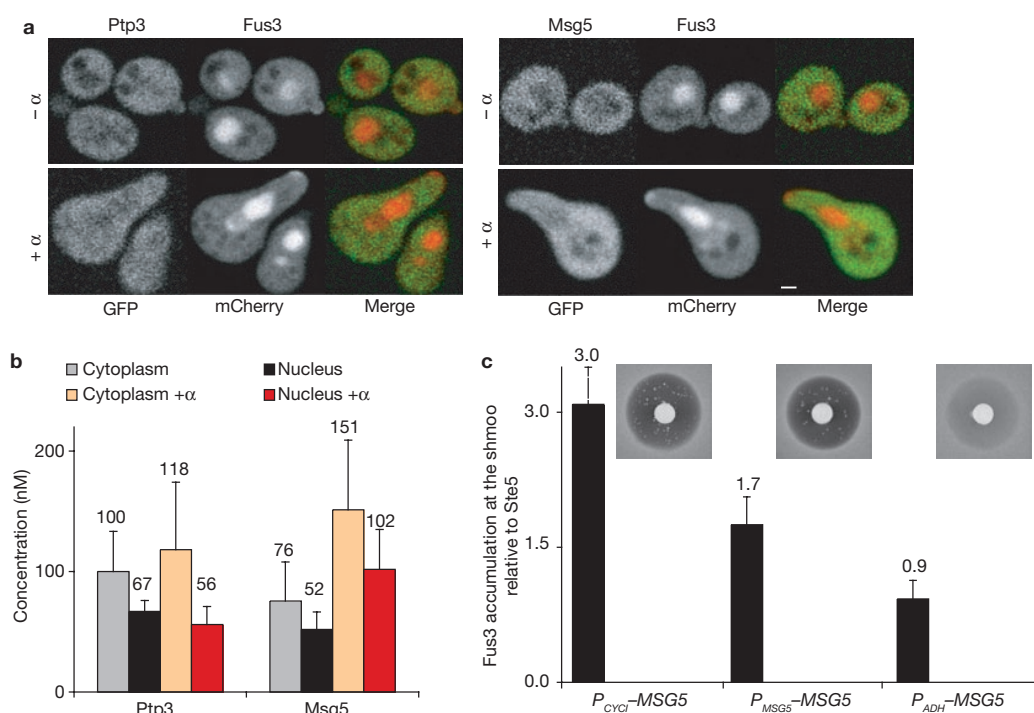 a
Ptp3 Fus3
Msg5 Fus3
– α
– α
+ α
+ α
GFP mCherry Merge
GFP mCherry Merge
b
Cytoplasm Nucleus
Cytoplasm +α Nucleus +α
Concentration (nM)
200
100
0
100
67
118
56
76
52
151
102
Ptp3 Msg5
c
Fus3 accumulation at the shmoo
relative to Ste5
3.0
1.5
0.0
3.0
1.7
0.9
P_CYCI–MSG5 P_MSG5–MSG5 P_ADH–MSG5